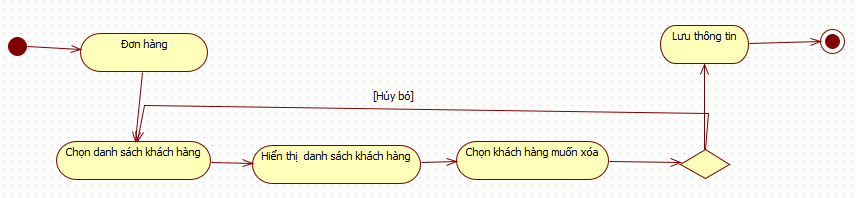 Đơn hàng
Lưu thông tin
[Hủy bỏ]
Chọn danh sách khách hàng
Hiển thị danh sách khách hàng
Chọn khách hàng muốn xóa